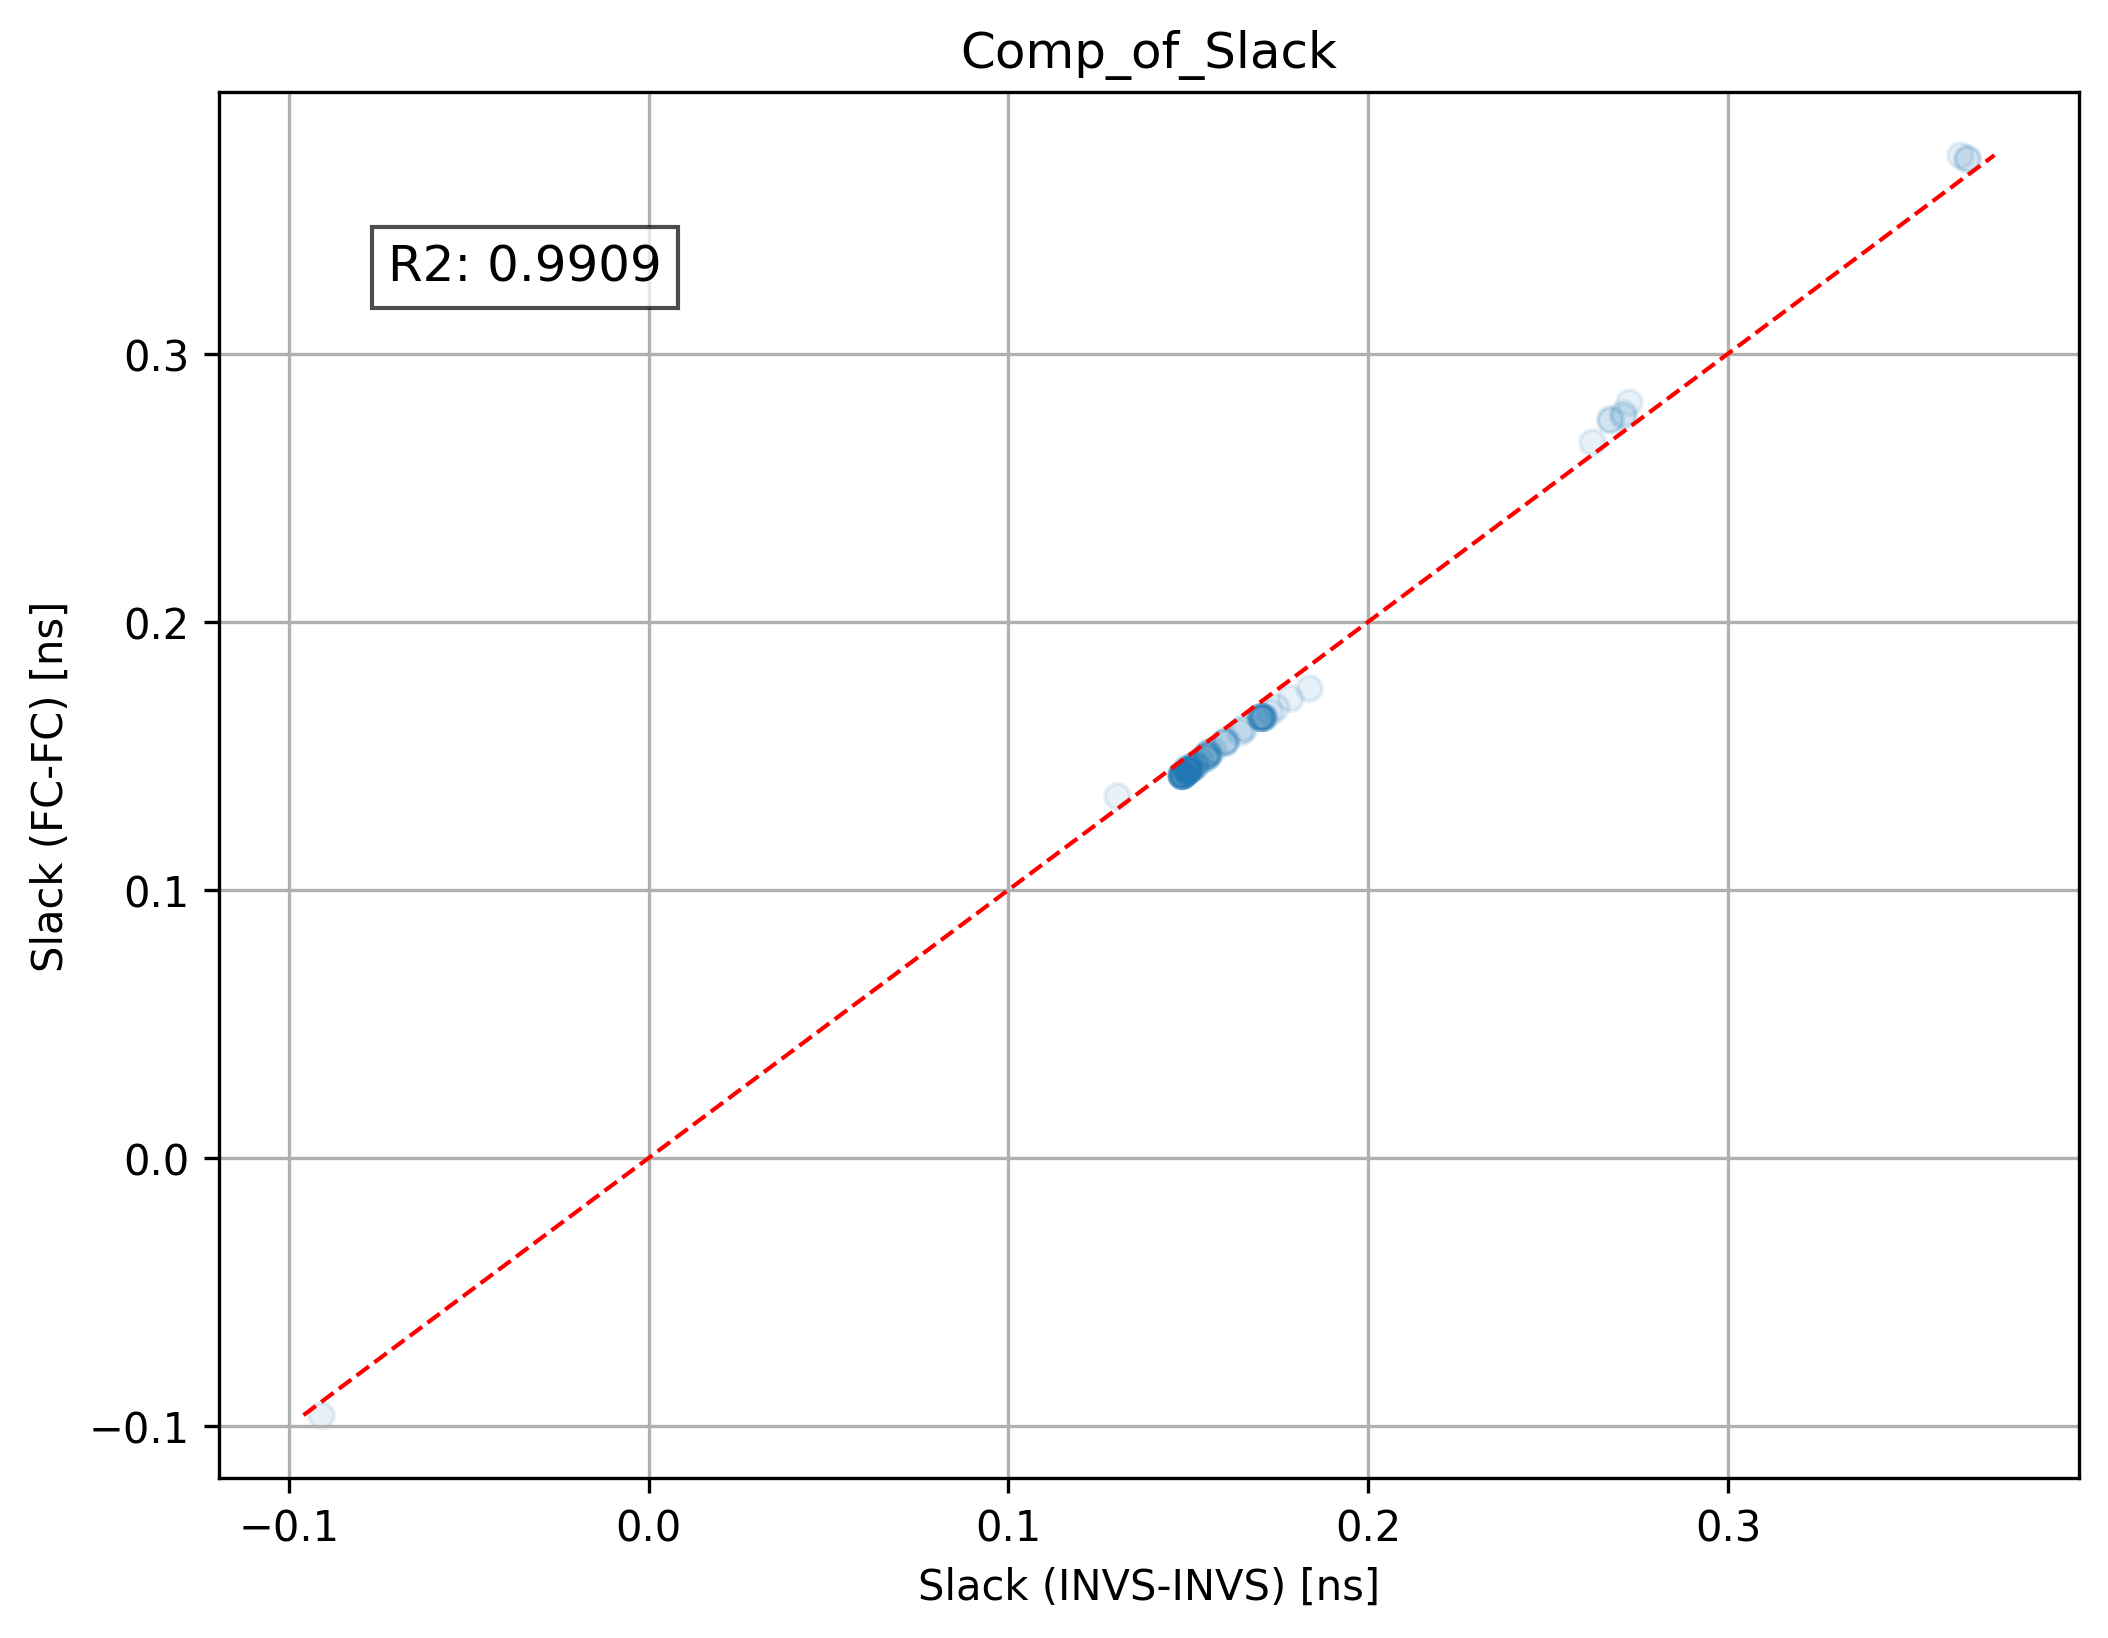 Comp_of_Slack
R2: 0.9909
Slack (FC-FC) [ns]
0.3
0.2
0.1
0.0
−0.1
−0.1 0.0 0.1 0.2 0.3
Slack (INVS-INVS) [ns]